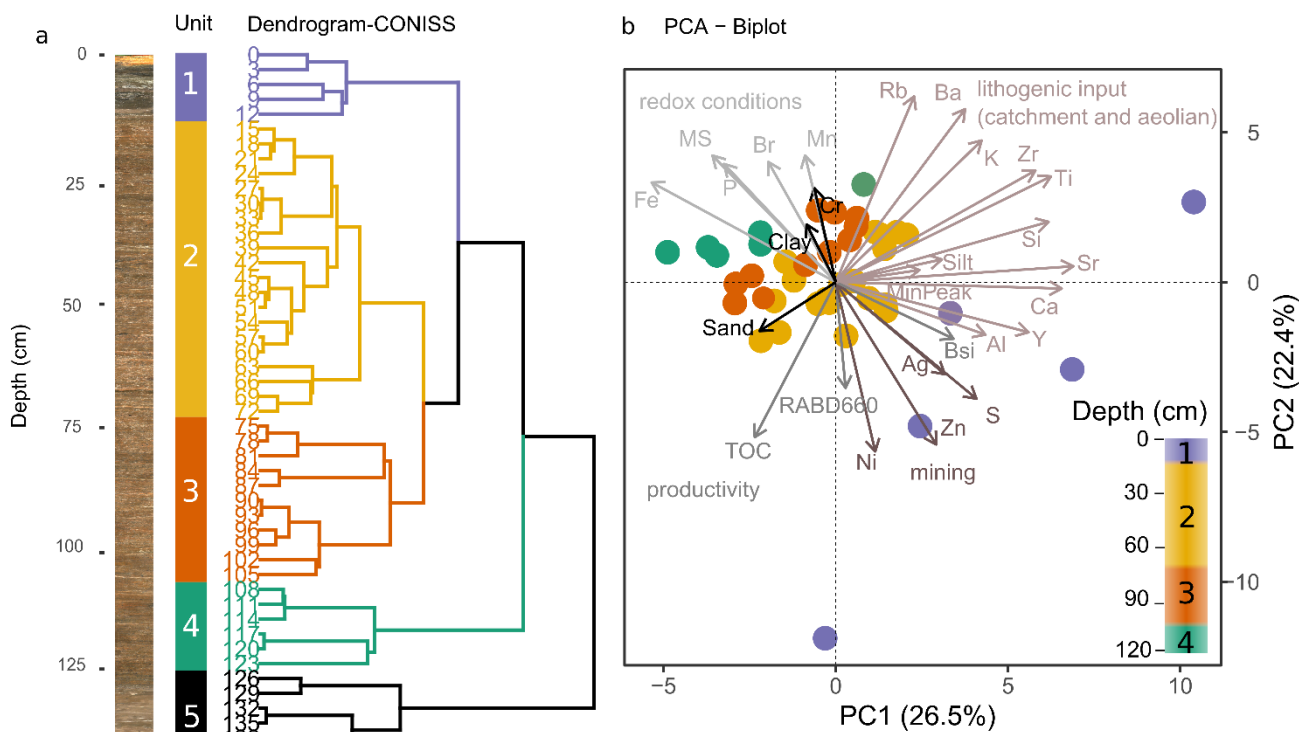 a
Unit
Dendrogram-CONISS
b
PCA – Biplot
Depth (cm)
0
25
50
75
100
125
1
2
3
4
5
0
3
6
9
12
15
18
21
24
27
30
33
36
39
42
45
48
51
54
57
60
63
66
69
72
75
78
81
84
87
90
93
96
99
102
105
108
111
114
117
120
123
126
129
132
135
redox conditions
Rb
Ba
lithogenic input
(catchment and aeolian)
MS
Br
Mn
K
Zr
P
Ti
Fe
Cr
Clay
Si
Silt
Sr
MinPeak
Ca
Sand
Bsi
Al
Y
Ag
RABD660
S
TOC
Ni
Zn
mining
productivity
Depth (cm)
0
30
60
90
120
1
2
3
4
5
0
−5
10
−5
0
5
10
PC1 (26.5%)
PC2 (22.4%)